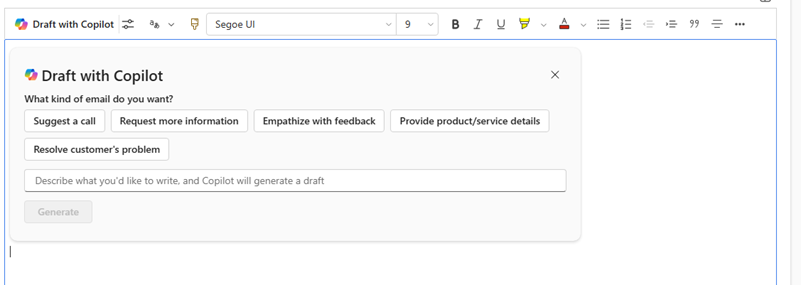 Draft with Copilot Segoe UI 9 B I U A
Draft with Copilot
What kind of email do you want?
Suggest a call Request more information Empathize with feedback Provide product/service details
Resolve customer's problem
Describe what you'd like to write, and Copilot will generate a draft
Generate